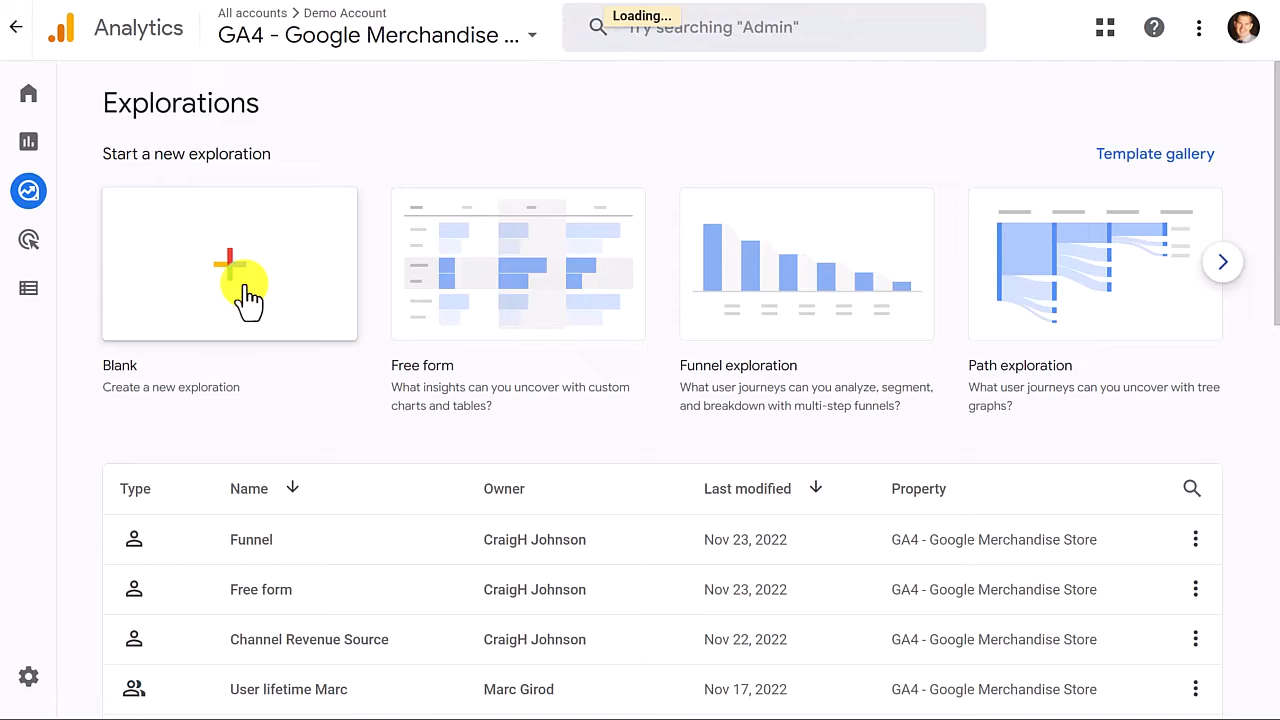 All accounts > Demo Account
Analytics
GA4 - Google Merchandise ...
Loading...
Try searching "Admin"
Explorations
Start a new exploration
Template gallery
Blank
Create a new exploration
Free form
What insights can you uncover with custom
charts and tables?
Funnel exploration
What user journeys can you analyze, segment,
and breakdown with multi-step funnels?
Path exploration
What user journeys can you uncover with tree
graphs?
Type Name Owner Last modified Property
Funnel CraigH Johnson Nov 23, 2022 GA4 - Google Merchandise Store
Free form CraigH Johnson Nov 23, 2022 GA4 - Google Merchandise Store
Channel Revenue Source CraigH Johnson Nov 22, 2022 GA4 - Google Merchandise Store
User lifetime Marc Marc Girod Nov 17, 2022 GA4 - Google Merchandise Store